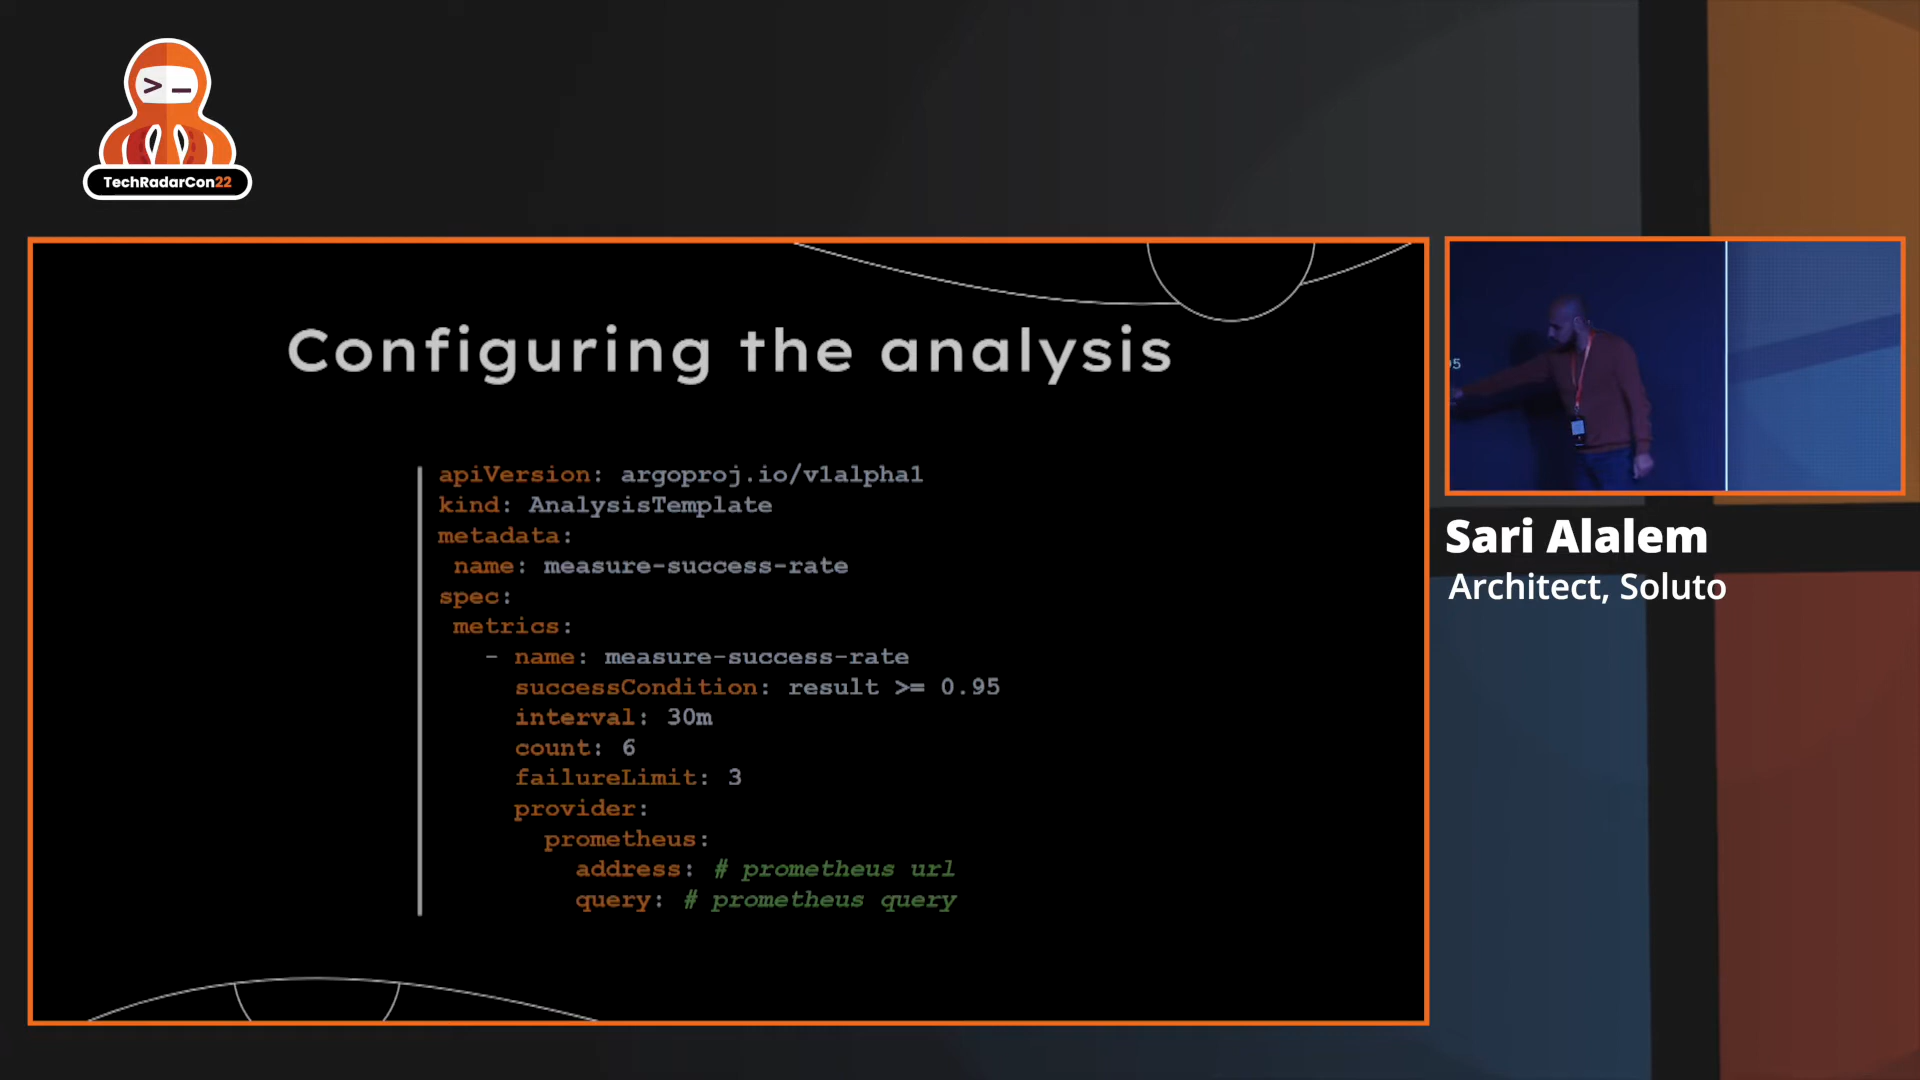 >_
TechRadarCon22
Configuring the analysis
apiVersion: argoproj.io/v1alpha1
kind: AnalysisTemplate
metadata:
name: measure-success-rate
spec:
metrics:
- name: measure-success-rate
successCondition: result >= 0.95
interval: 30m
count: 6
failureLimit: 3
provider:
prometheus:
address: # prometheus url
query: # prometheus query
95
Sari Alalem
Architect, Soluto